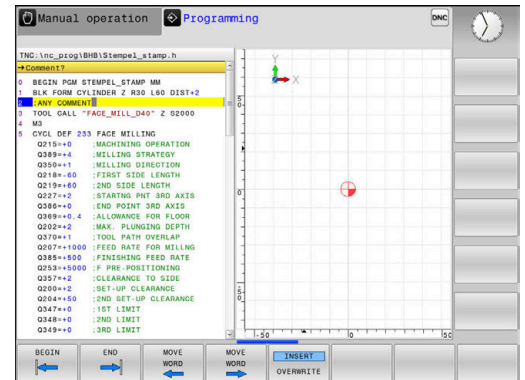 Manual operation
Programming
DNC
TNC:\nc_prog\BHB\Stempel_stamp.h
→Comment?
0 BEGIN PGM STEMPEL_STAMP MM
1 BLK FORM CYLINDER Z R30 L60 DIST+2
2 ;ANY COMMENT
3 TOOL CALL "FACE_MILL_D40" Z S2000
4 M3
5 CYCL DEF 233 FACE MILLING
Q215=+0 ;MACHINING OPERATION
Q389=+4 ;MILLING STRATEGY
Q350=+1 ;MILLING DIRECTION
Q218=-60 ;FIRST SIDE LENGTH
Q219=+60 ;2ND SIDE LENGTH
Q227=+2 ;STARTNG PNT 3RD AXIS
Q386=+0 ;END POINT 3RD AXIS
Q369=+0.4 ;ALLOWANCE FOR FLOOR
Q202=+2 ;MAX. PLUNGING DEPTH
Q370=+1 ;TOOL PATH OVERLAP
Q207=+1000 ;FEED RATE FOR MILLNG
Q385=+500 ;FINISHING FEED RATE
Q253=+5000 ;F PRE-POSITIONING
Q357=+2 ;CLEARANCE TO SIDE
Q200=+2 ;SET-UP CLEARANCE
Q204=+50 ;2ND SET-UP CLEARANCE
Q347=+0 ;1ST LIMIT
Q348=+0 ;2ND LIMIT
Q349=+0 ;3RD LIMIT
Y
X
0
-50
0
50
BEGIN
END
MOVE WORD
MOVE WORD
INSERT
OVERWRITE